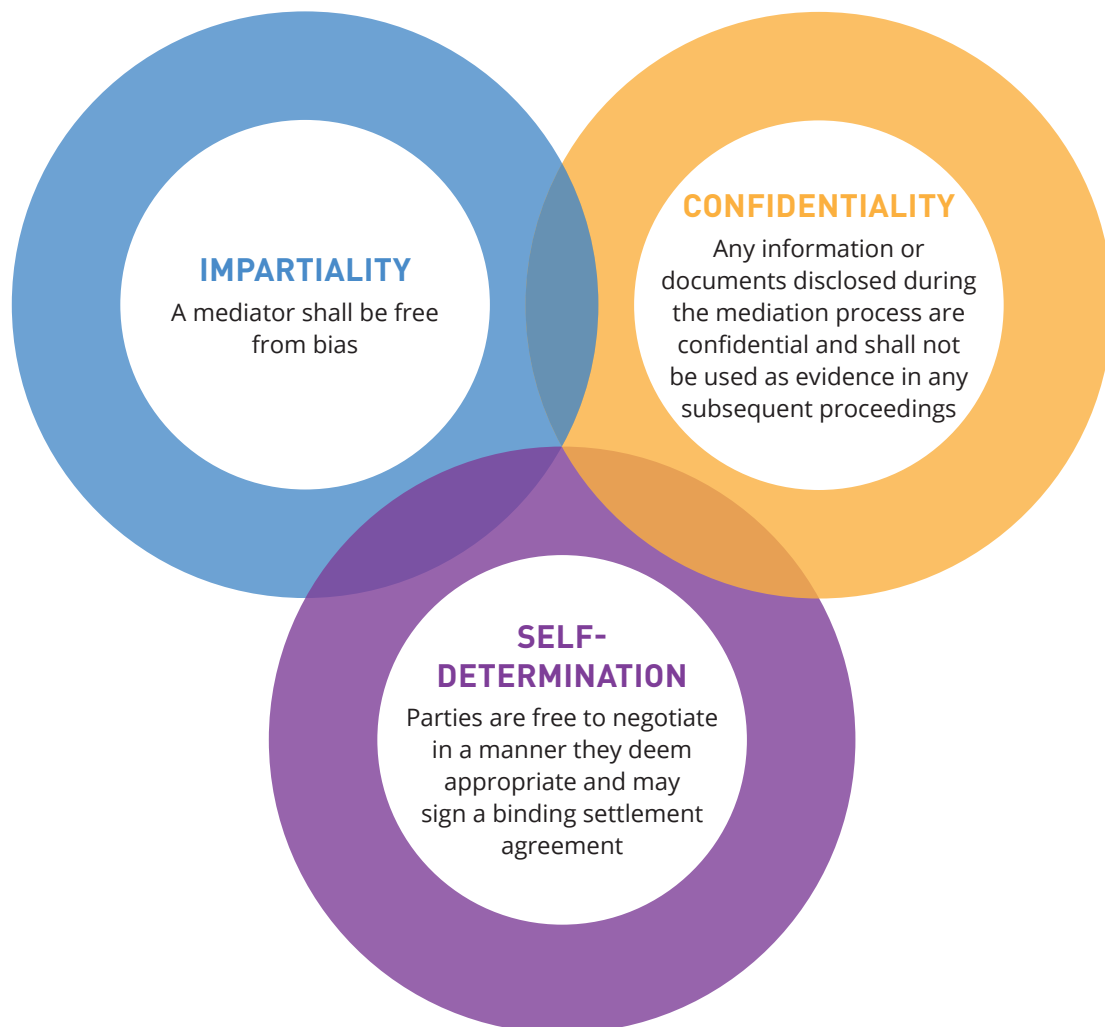 IMPARTIALITY
A mediator shall be free
from bias
CONFIDENTIALITY
Any information or
documents disclosed during
the mediation process are
confidential and shall not
be used as evidence in any
subsequent proceedings
SELF-
DETERMINATION
Parties are free to negotiate
in a manner they deem
appropriate and may
sign a binding settlement
agreement